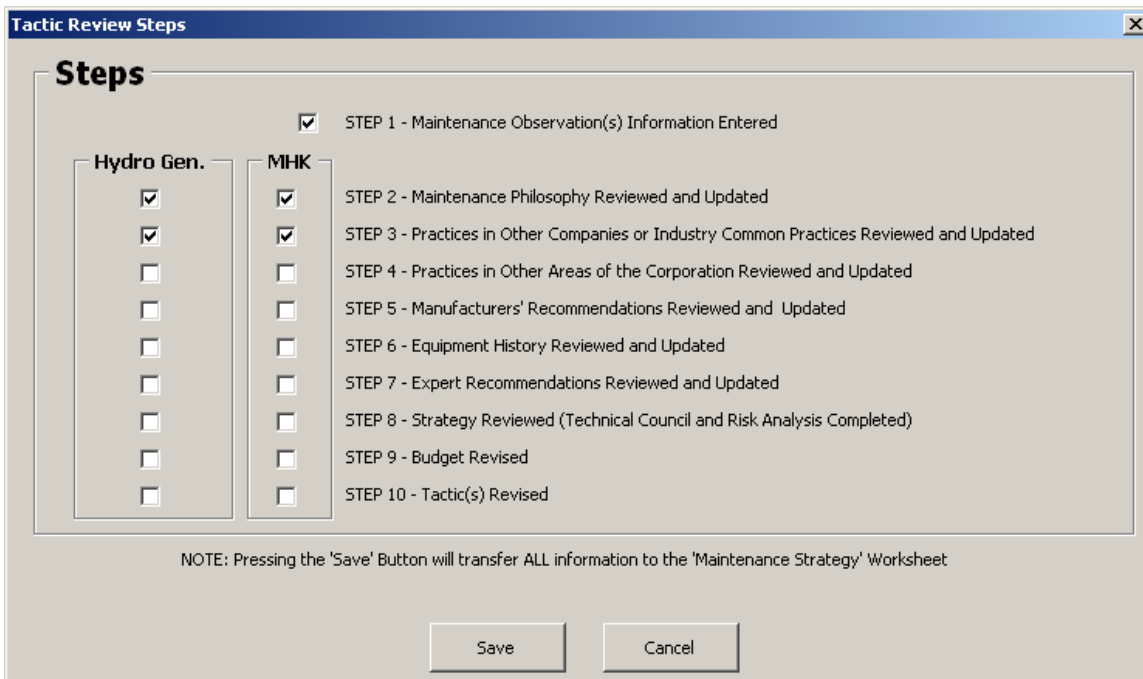 Tactic Review Steps
Steps
STEP 1 - Maintenance Observation(s) Information Entered
Hydro Gen. MHK
STEP 2 - Maintenance Philosophy Reviewed and Updated
STEP 3 - Practices in Other Companies or Industry Common Practices Reviewed and Updated
STEP 4 - Practices in Other Areas of the Corporation Reviewed and Updated
STEP 5 - Manufacturers' Recommendations Reviewed and  Updated
STEP 6 - Equipment History Reviewed and Updated
STEP 7 - Expert Recommendations Reviewed and Updated
STEP 8 - Strategy Reviewed (Technical Council and Risk Analysis Completed)
STEP 9 - Budget Revised
STEP 10 - Tactic(s) Revised
NOTE: Pressing the 'Save' Button will transfer ALL information to the 'Maintenance Strategy' Worksheet
Save Cancel